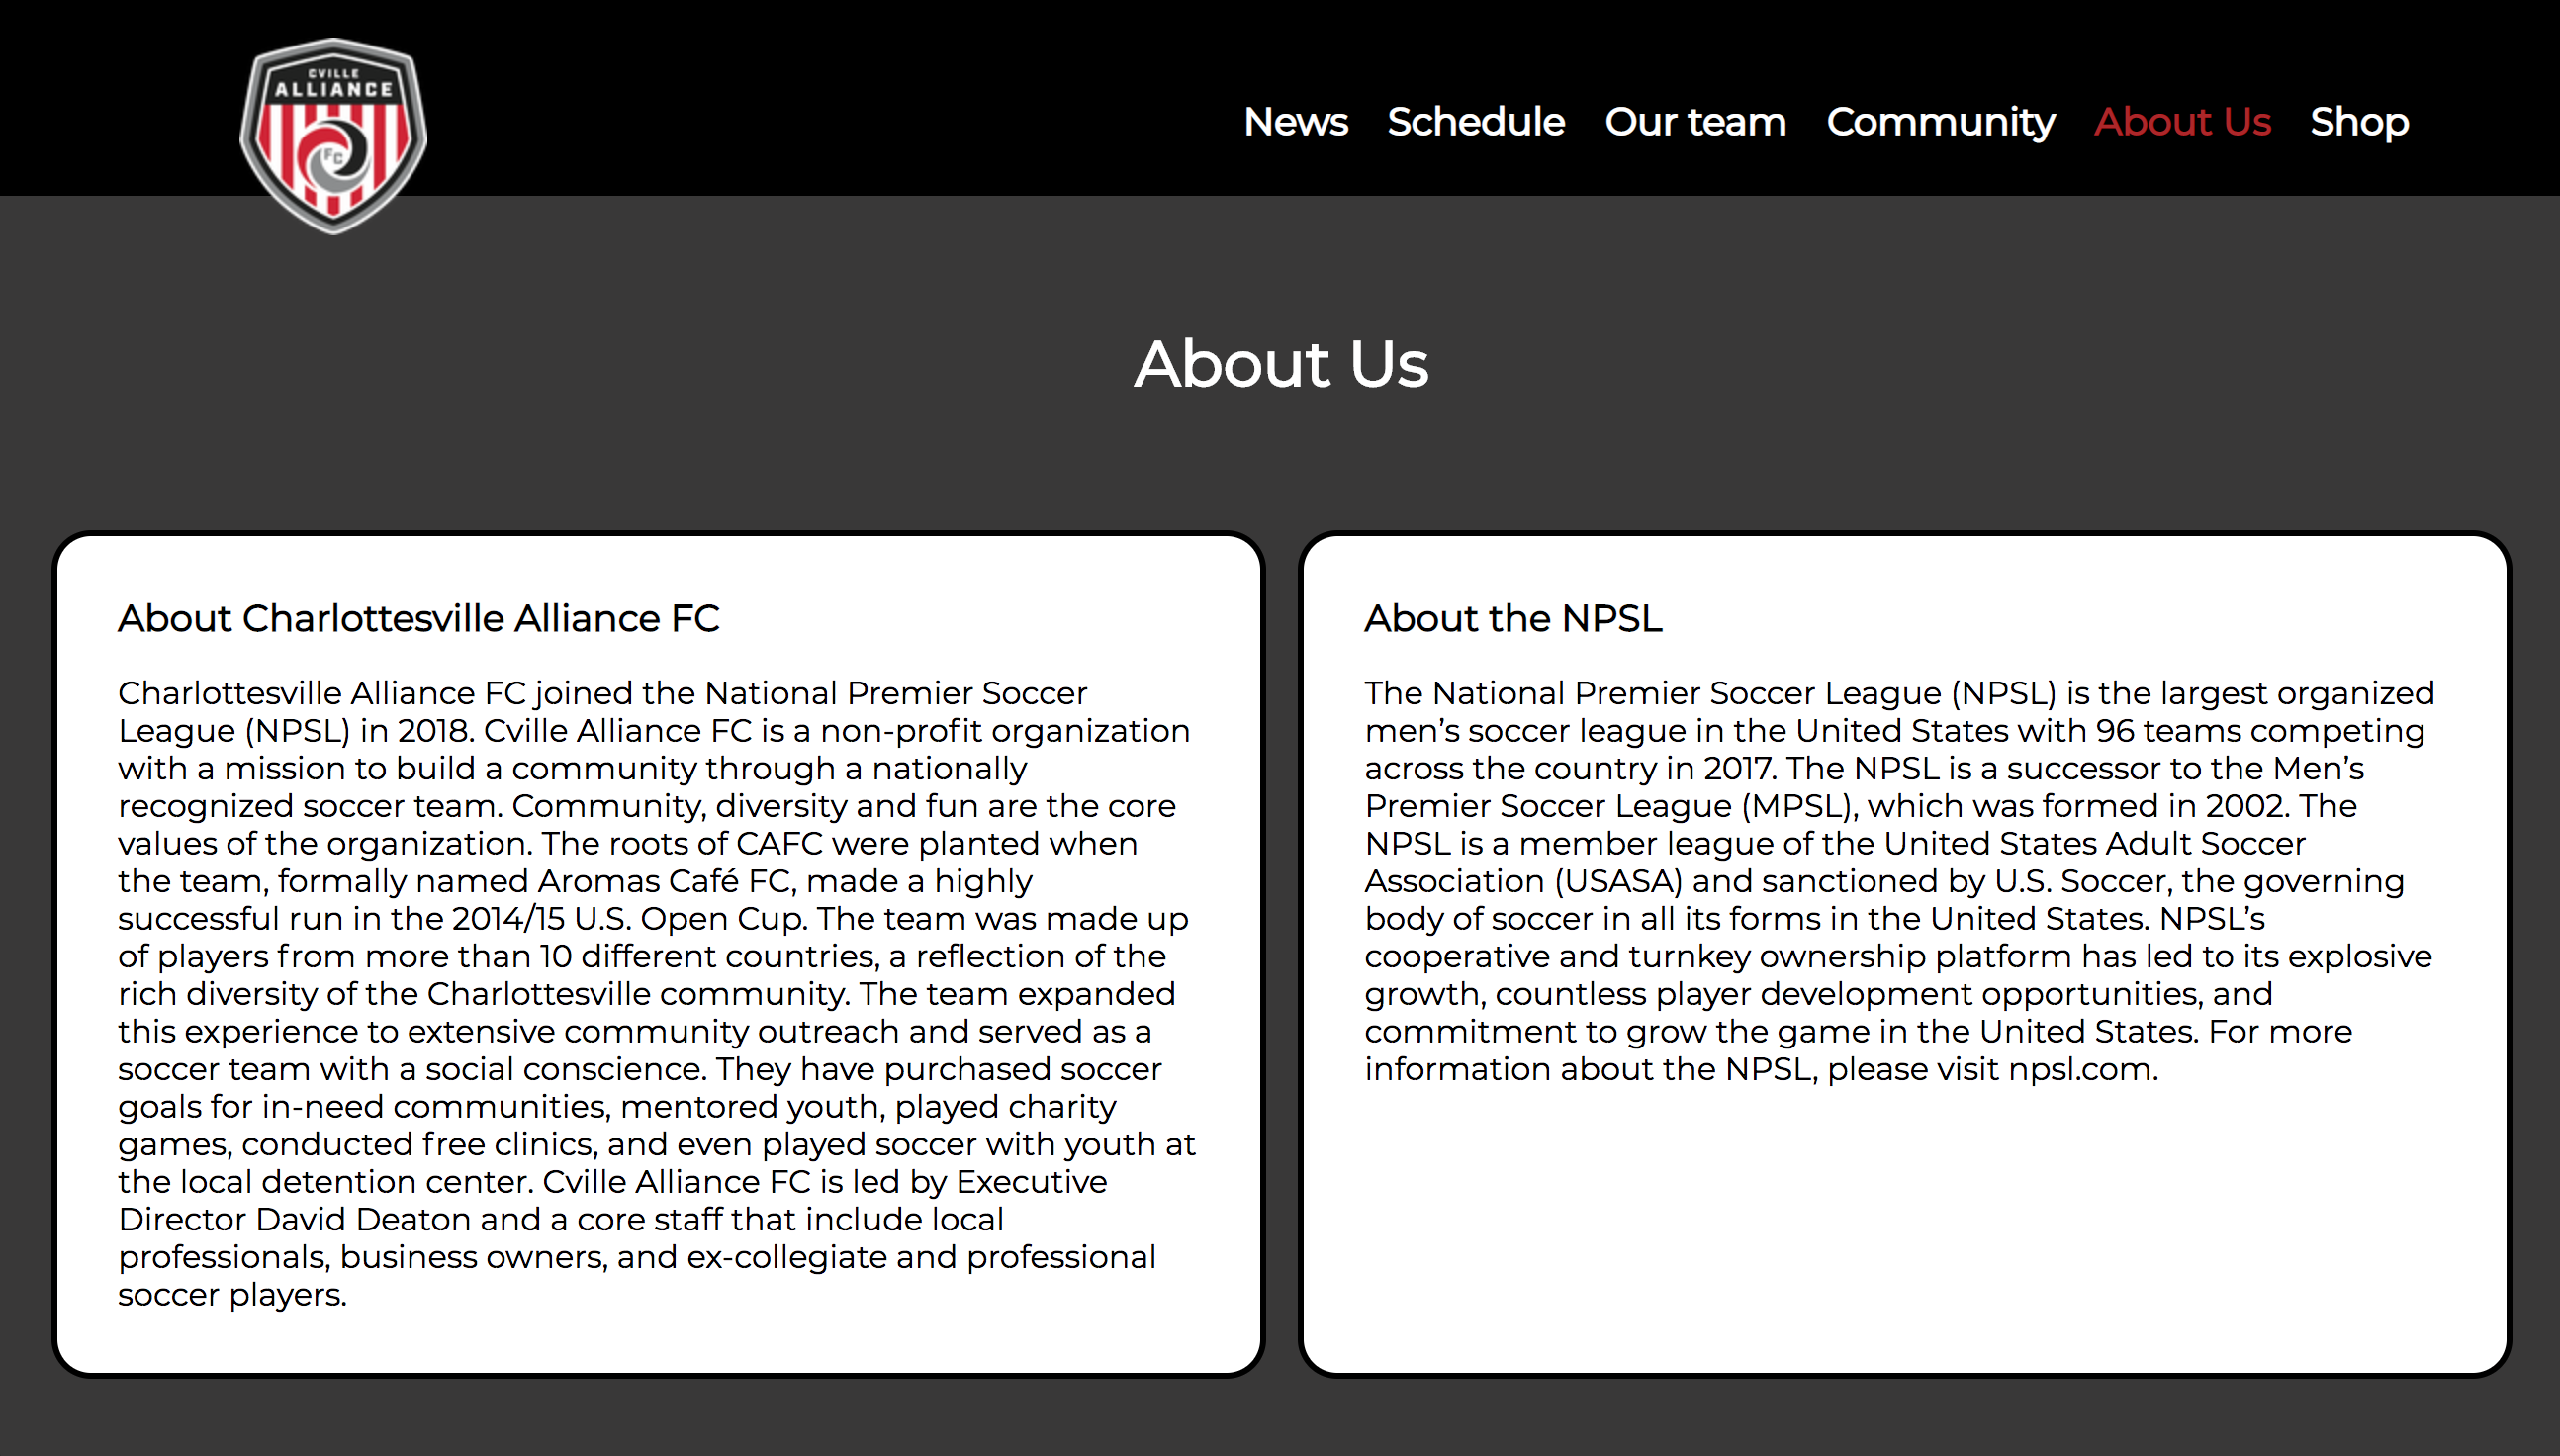 CVILLE
ALLIANCE
FC
News Schedule Our team Community About Us Shop
About Us
About Charlottesville Alliance FC
Charlottesville Alliance FC joined the National Premier Soccer
League (NPSL) in 2018. Cville Alliance FC is a non-profit organization
with a mission to build a community through a nationally
recognized soccer team. Community, diversity and fun are the core
values of the organization. The roots of CAFC were planted when
the team, formally named Aromas Café FC, made a highly
successful run in the 2014/15 U.S. Open Cup. The team was made up
of players from more than 10 different countries, a reflection of the
rich diversity of the Charlottesville community. The team expanded
this experience to extensive community outreach and served as a
soccer team with a social conscience. They have purchased soccer
goals for in-need communities, mentored youth, played charity
games, conducted free clinics, and even played soccer with youth at
the local detention center. Cville Alliance FC is led by Executive
Director David Deaton and a core staff that include local
professionals, business owners, and ex-collegiate and professional
soccer players.
About the NPSL
The National Premier Soccer League (NPSL) is the largest organized
men’s soccer league in the United States with 96 teams competing
across the country in 2017. The NPSL is a successor to the Men’s
Premier Soccer League (MPSL), which was formed in 2002. The
NPSL is a member league of the United States Adult Soccer
Association (USASA) and sanctioned by U.S. Soccer, the governing
body of soccer in all its forms in the United States. NPSL’s
cooperative and turnkey ownership platform has led to its explosive
growth, countless player development opportunities, and
commitment to grow the game in the United States. For more
information about the NPSL, please visit npsl.com.